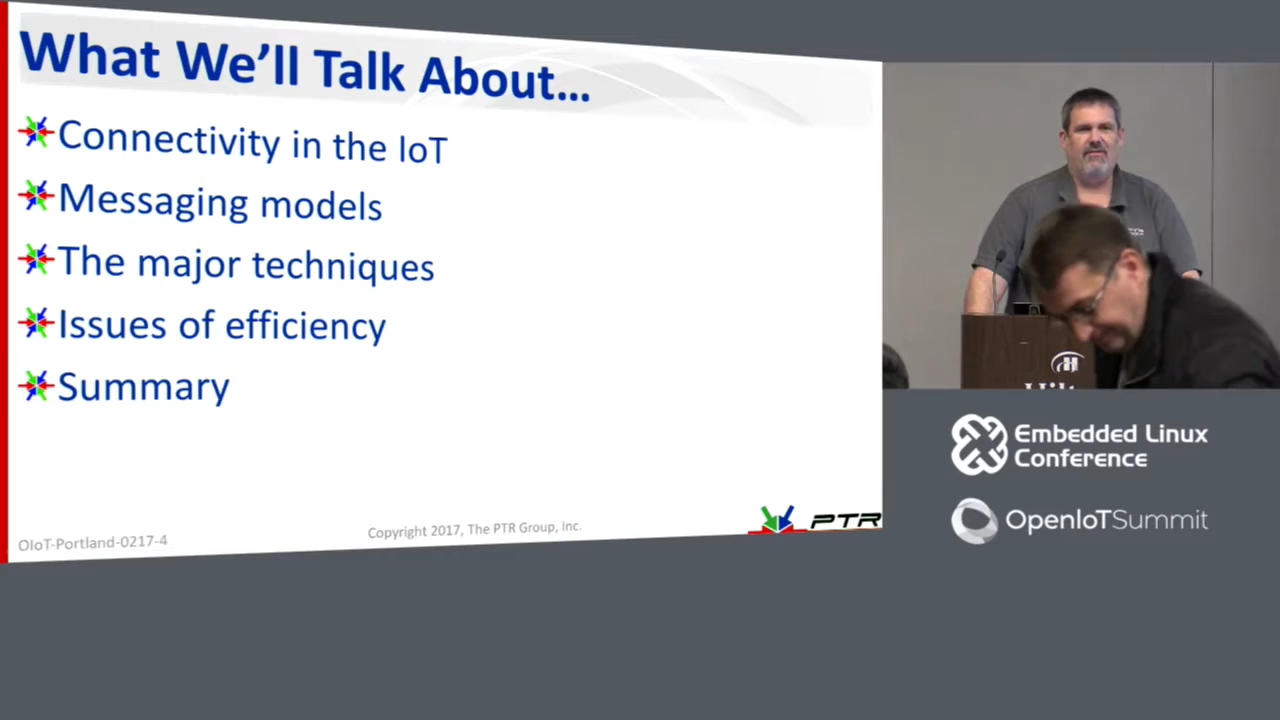 What We'll Talk About...
Connectivity in the IoT
Messaging models
The major techniques
Issues of efficiency
Summary
OIoT-Portland-0217-4
Copyright 2017, The PTR Group, Inc.
PTR
Embedded Linux
Conference
OpenIoTSummit